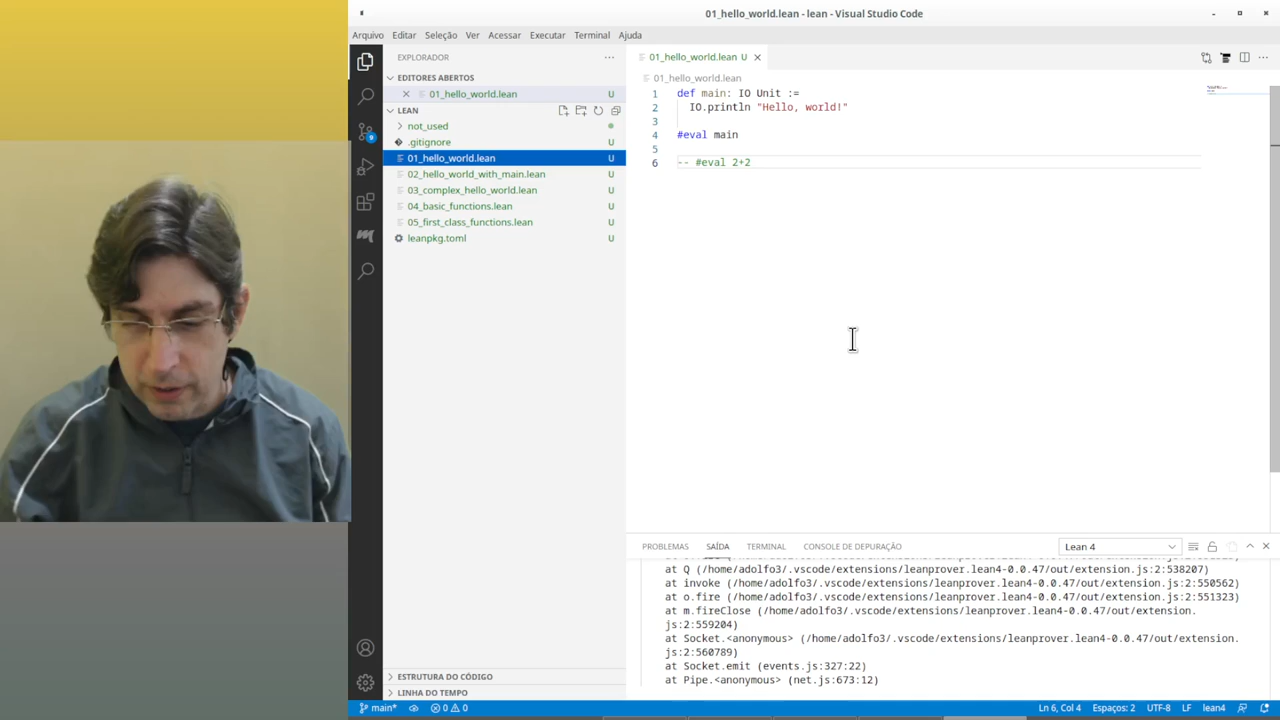 01_hello_world.lean - lean - Visual Studio Code
Arquivo Editar Seleção Ver Acessar Executar Terminal Ajuda
EXPLORADOR
EDITORES ABERTOS
01_hello_world.lean U
LEAN
not_used
.gitignore U
01_hello_world.lean U
02_hello_world_with_main.lean U
03_complex_hello_world.lean U
04_basic_functions.lean U
05_first_class_functions.lean U
leanpkg.toml U
9
ESTRUTURA DO CÓDIGO
LINHA DO TEMPO
01_hello_world.lean U
01_hello_world.lean
1 def main: IO Unit :=
2 IO.println "Hello, world!"
3
4 #eval main
5
6 -- #eval 2+2
PROBLEMAS SAÍDA TERMINAL CONSOLE DE DEPURAÇÃO Lean 4
at Q (/home/adolfo3/.vscode/extensions/leanprover.lean4-0.0.47/out/extension.js:2:538207)
at invoke (/home/adolfo3/.vscode/extensions/leanprover.lean4-0.0.47/out/extension.js:2:550562)
at o.fire (/home/adolfo3/.vscode/extensions/leanprover.lean4-0.0.47/out/extension.js:2:551323)
at m.fireClose (/home/adolfo3/.vscode/extensions/leanprover.lean4-0.0.47/out/extension.
js:2:559204)
at Socket.<anonymous> (/home/adolfo3/.vscode/extensions/leanprover.lean4-0.0.47/out/extension.
js:2:560789)
at Socket.emit (events.js:327:22)
at Pipe.<anonymous> (net.js:673:12)
main* 0 0 Ln 6, Col 4 Espaços: 2 UTF-8 LF lean4